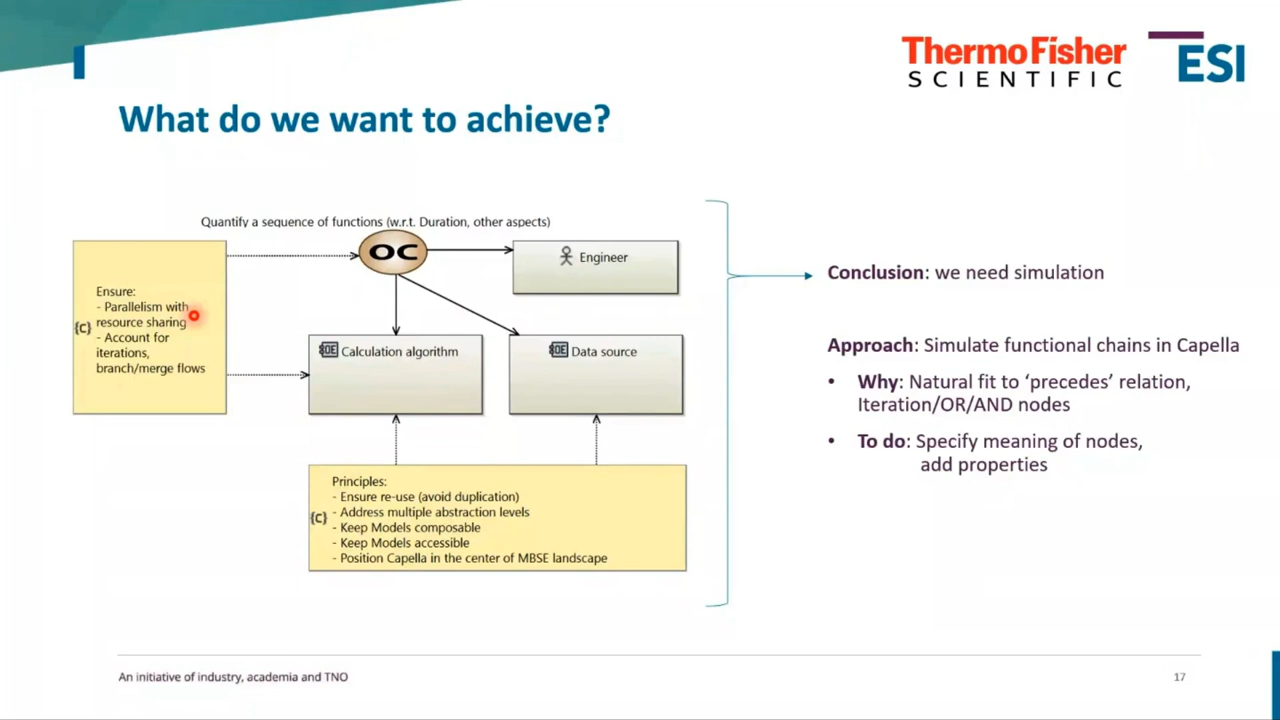 ThermoFisher
SCIENTIFIC
ESI
What do we want to achieve?
Quantify a sequence of functions (w.r.t. Duration, other aspects)
OC
Engineer
Ensure:
- Parallelism with
resource sharing
- Account for
iterations,
branch/merge flows
{C}
OE Calculation algorithm
OE Data source
Principles:
- Ensure re-use (avoid duplication)
- Address multiple abstraction levels
- Keep Models composable
- Keep Models accessible
- Position Capella in the center of MBSE landscape
{C}
Conclusion: we need simulation
Approach: Simulate functional chains in Capella
• Why: Natural fit to ‘precedes’ relation,
Iteration/OR/AND nodes
• To do: Specify meaning of nodes,
add properties
An initiative of industry, academia and TNO
17